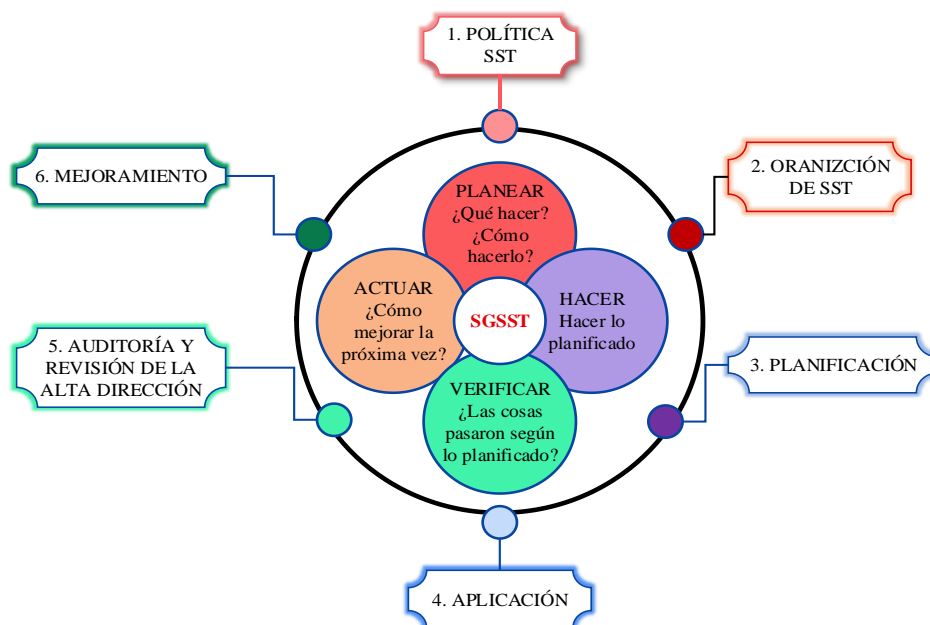 1. POLÍTICA
SST
2. ORANIZCIÓN
DE SST
3. PLANIFICACIÓN
4. APLICACIÓN
5. AUDITORÍA Y
REVISIÓN DE LA
ALTA DIRECCIÓN
6. MEJORAMIENTO
PLANEAR
¿Qué hacer?
¿Cómo
hacerlo?
HACER
Hacer lo
planificado
VERIFICAR
¿Las cosas
pasaron según
lo planificado?
ACTUAR
¿Cómo
mejorar la
próxima vez?
SGSST